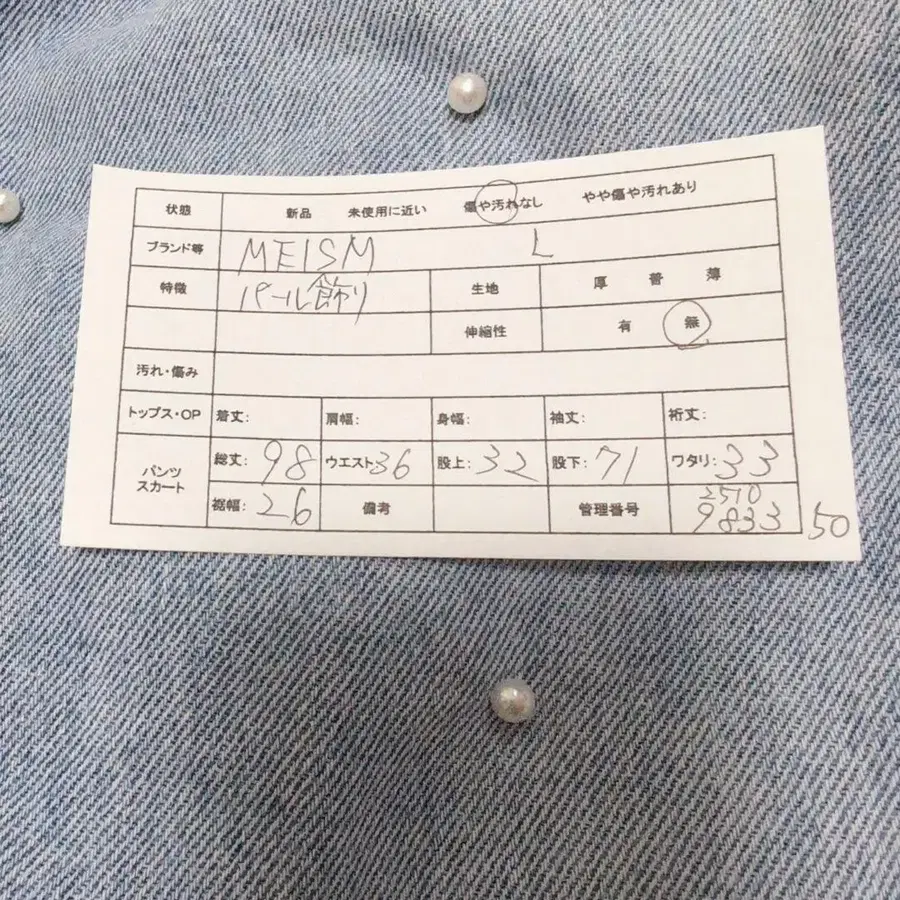 状態 新品 未使用に近い 傷や汚れなし やや傷や汚れあり
ブランド等 MEISM L
特徴 パール飾り 生地 厚 普 薄
伸縮性 有 無
汚れ・傷み
トップス・OP 着丈: 肩幅: 身幅: 袖丈: 裄丈:
パンツ
スカート
総丈: 98 ウエスト 36 股上: 32 股下: 71 ワタリ: 33
裾幅: 26 備考 管理番号 2510
9833 50